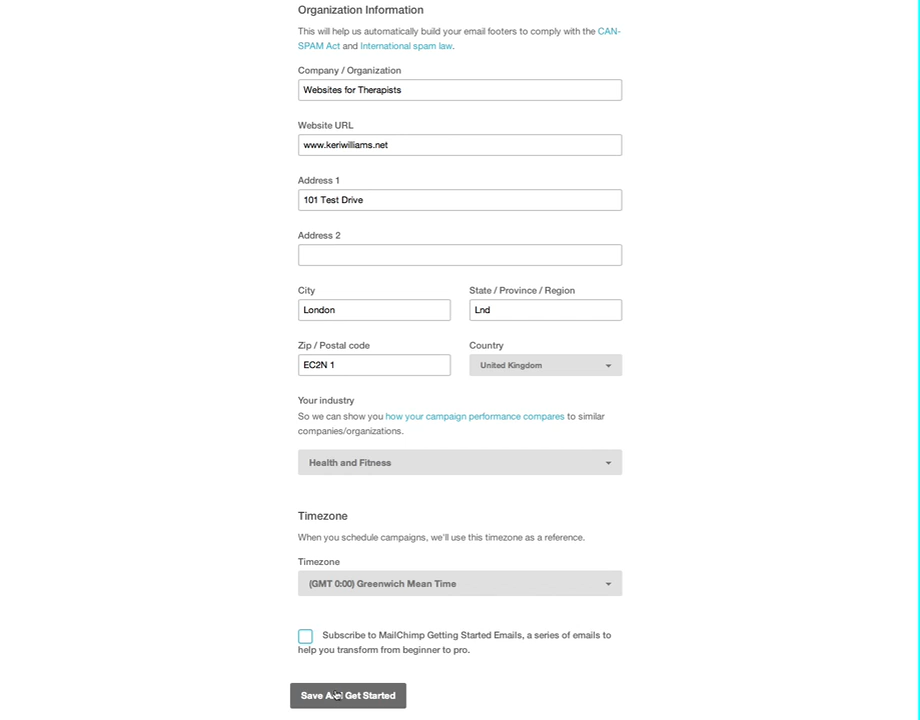 Organization Information
This will help us automatically build your email footers to comply with the CAN-
SPAM Act and International spam law.
Company / Organization
Websites for Therapists
Website URL
www.keriwilliams.net
Address 1
101 Test Drive
Address 2
City
State / Province / Region
London
Lnd
Zip / Postal code
Country
EC2N 1
United Kingdom
Your industry
So we can show you how your campaign performance compares to similar
companies/organizations.
Health and Fitness
Timezone
When you schedule campaigns, we'll use this timezone as a reference.
Timezone
(GMT 0:00) Greenwich Mean Time
Subscribe to MailChimp Getting Started Emails, a series of emails to
help you transform from beginner to pro.
Save And Get Started